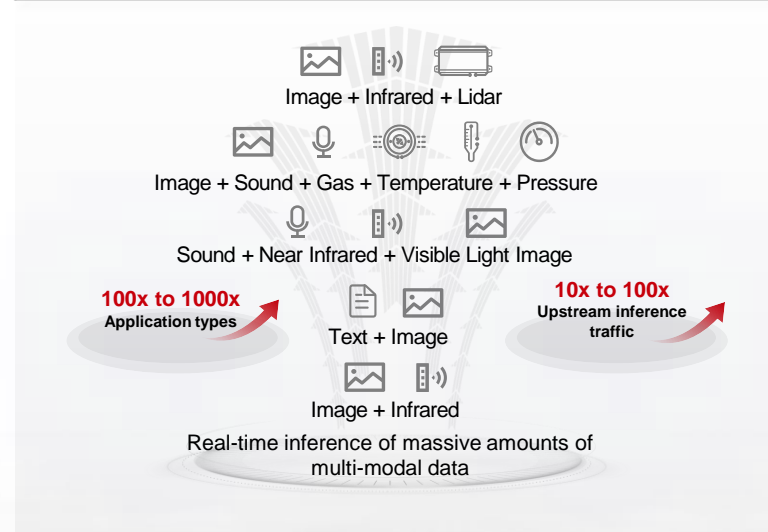 Image + Infrared + Lidar
Image + Sound + Gas + Temperature + Pressure
Sound + Near Infrared + Visible Light Image
100x to 1000x
Application types
10x to 100x
Upstream inference
traffic
Text + Image
Image + Infrared
Real-time inference of massive amounts of
multi-modal data